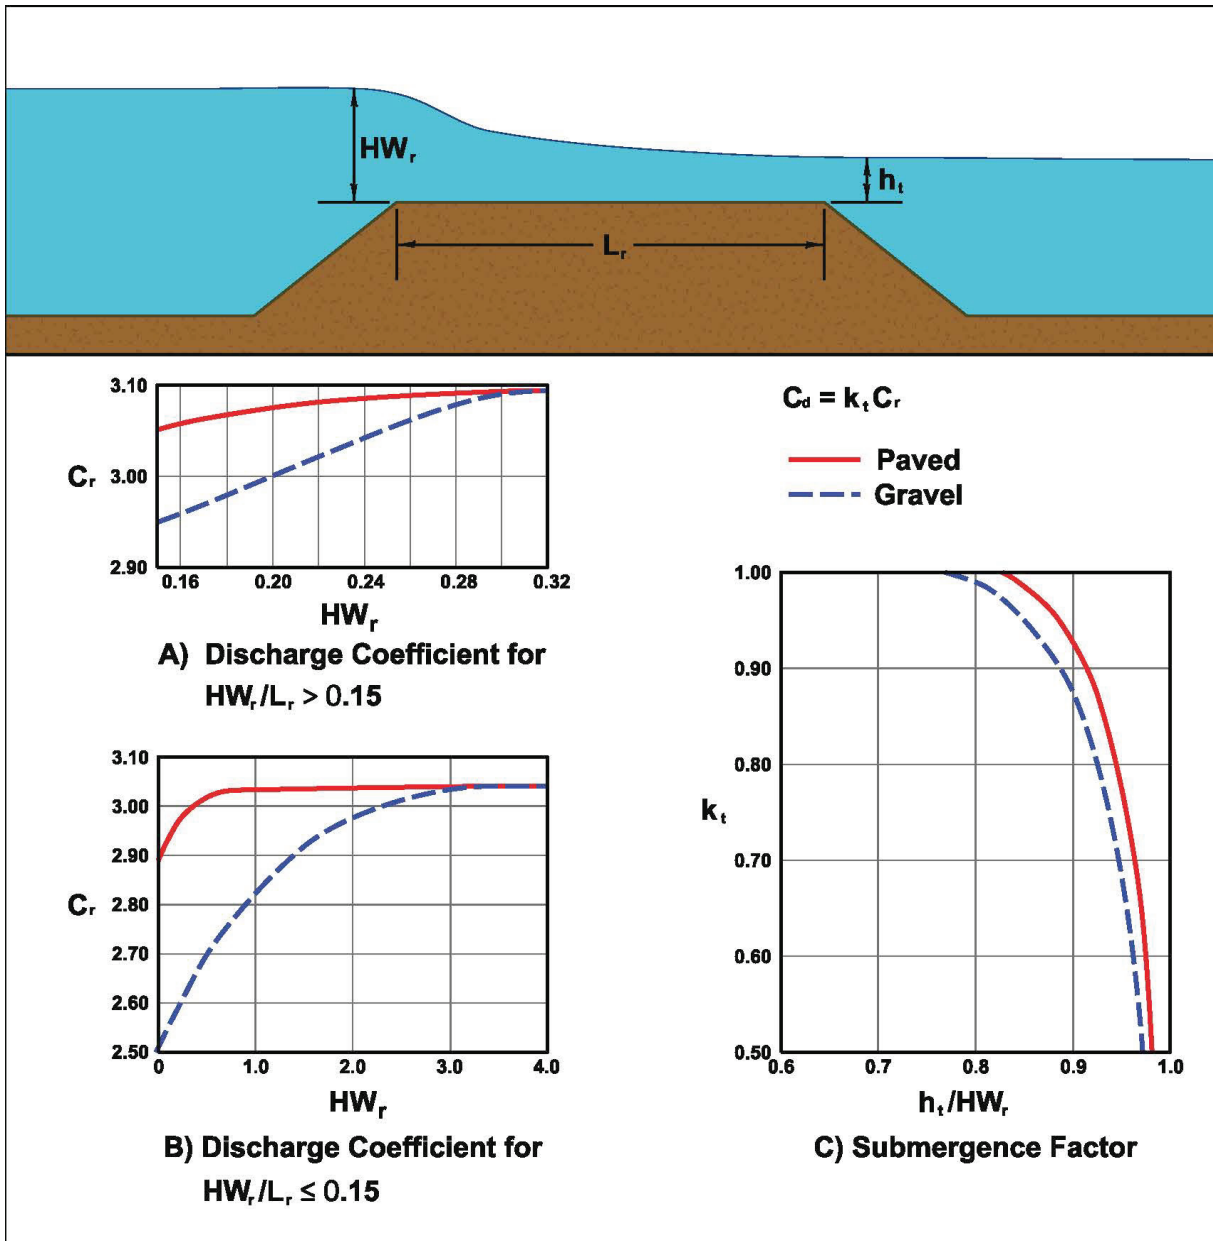 HWr
ht
Lr
Cd = kt Cr
Paved
Gravel
3.10
3.00
2.90
Cr
0.16 0.20 0.24 0.28 0.32
HWr
A) Discharge Coefficient for
HWr/Lr > 0.15
3.10
3.00
2.90
2.80
2.70
2.60
2.50
Cr
0 1.0 2.0 3.0 4.0
HWr
B) Discharge Coefficient for
HWr/Lr ≤ 0.15
1.00
0.90
0.80
0.70
0.60
0.50
kt
0.6 0.7 0.8 0.9 1.0
ht/HWr
C) Submergence Factor